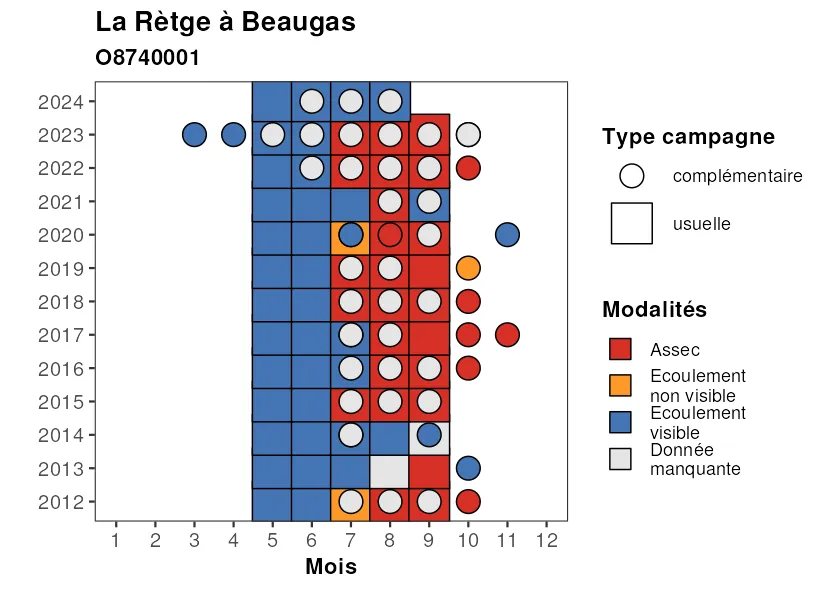 La Rètge à Beaugas
O8740001
2024
2023
2022
2021
2020
2019
2018
2017
2016
2015
2014
2013
2012
1 2 3 4 5 6 7 8 9 10 11 12
Mois
Type campagne
complémentaire
usuelle
Modalités
Assec
Ecoulement
non visible
Ecoulement
visible
Donnée
manquante